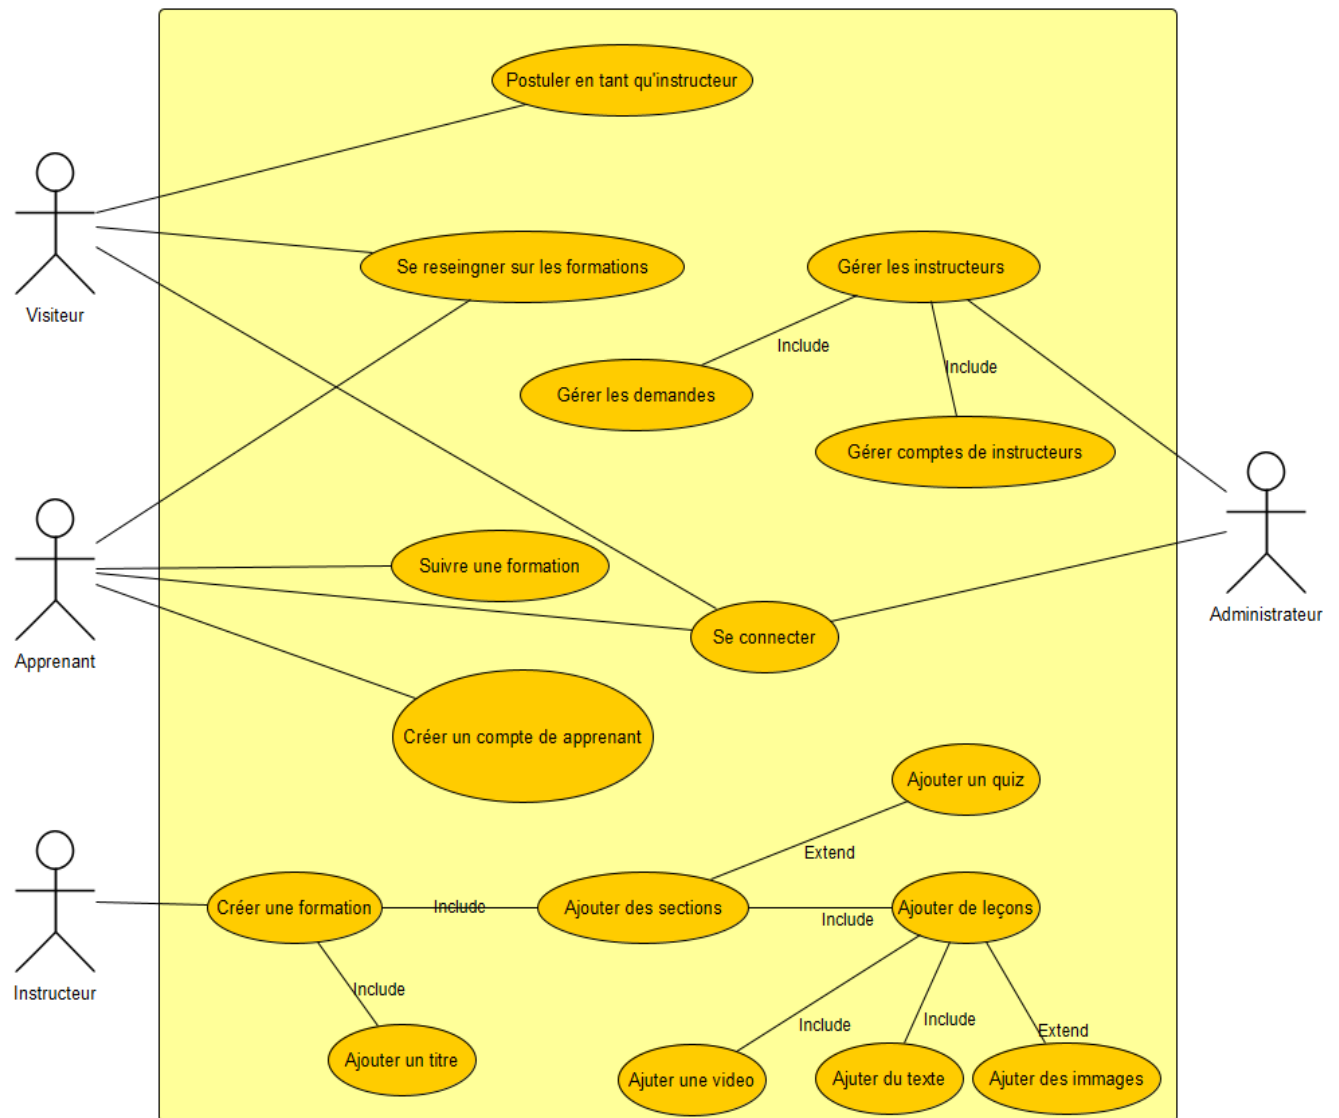 Postuler en tant qu'instructeur
Se reseingner sur les formations
Gérer les instructeurs
Visiteur
Include
Include
Gérer les demandes
Gérer comptes de instructeurs
Suivre une formation
Administrateur
Se connecter
Apprenant
Créer un compte de apprenant
Ajouter un quiz
Extend
Créer une formation
Include
Ajouter des sections
Include
Ajouter de leçons
Instructeur
Include
Include
Include
Extend
Ajouter un titre
Ajuter une video
Ajuter du texte
Ajuter des immages